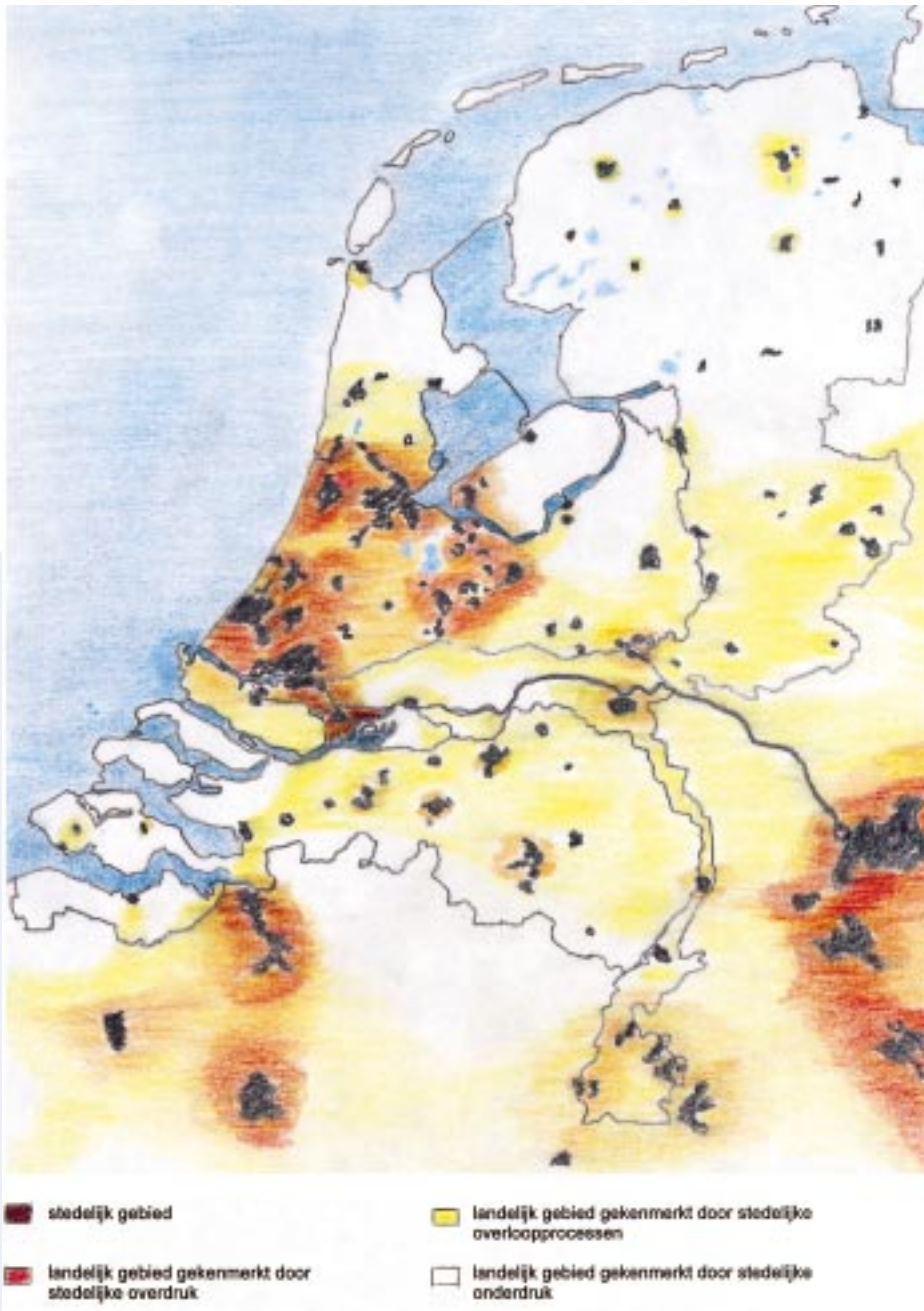 stedelijk gebied
landelijk gebied gekenmerkt door
stedelijke overdruk
landelijk gebied gekenmerkt door stedelijke
overloopprocessen
landelijk gebied gekenmerkt door stedelijke
onderdruk